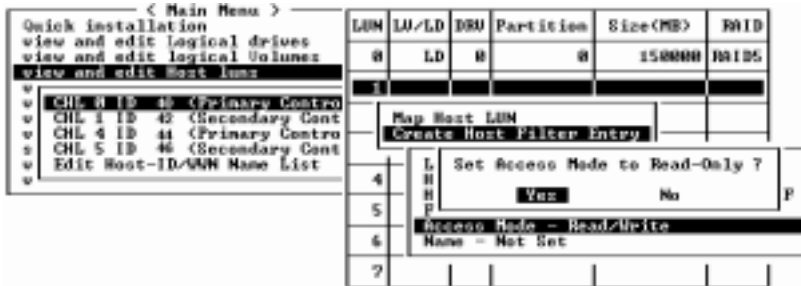 < Main Menu >
Quick installation
view and edit Logical drives
view and edit logical Volumes
view and edit Host luns
v
v CHL 0 ID 40 (Primary Contro
v CHL 1 ID 42 (Secondary Cont
v CHL 4 ID 44 (Primary Contro
s CHL 5 ID 46 (Secondary Cont
v Edit Host-ID/WWN Name List
v
LUN LV/LD DRV Partition Size(MB) RAID
0 LD 0 0 150000 RAID5
1
Map Host LUN
Create Host Filter Entry
4
5
6
7
L
H
H
F
Set Access Mode to Read-Only ?
Yes No
F
Access Mode - Read/Write
Name - Not Set